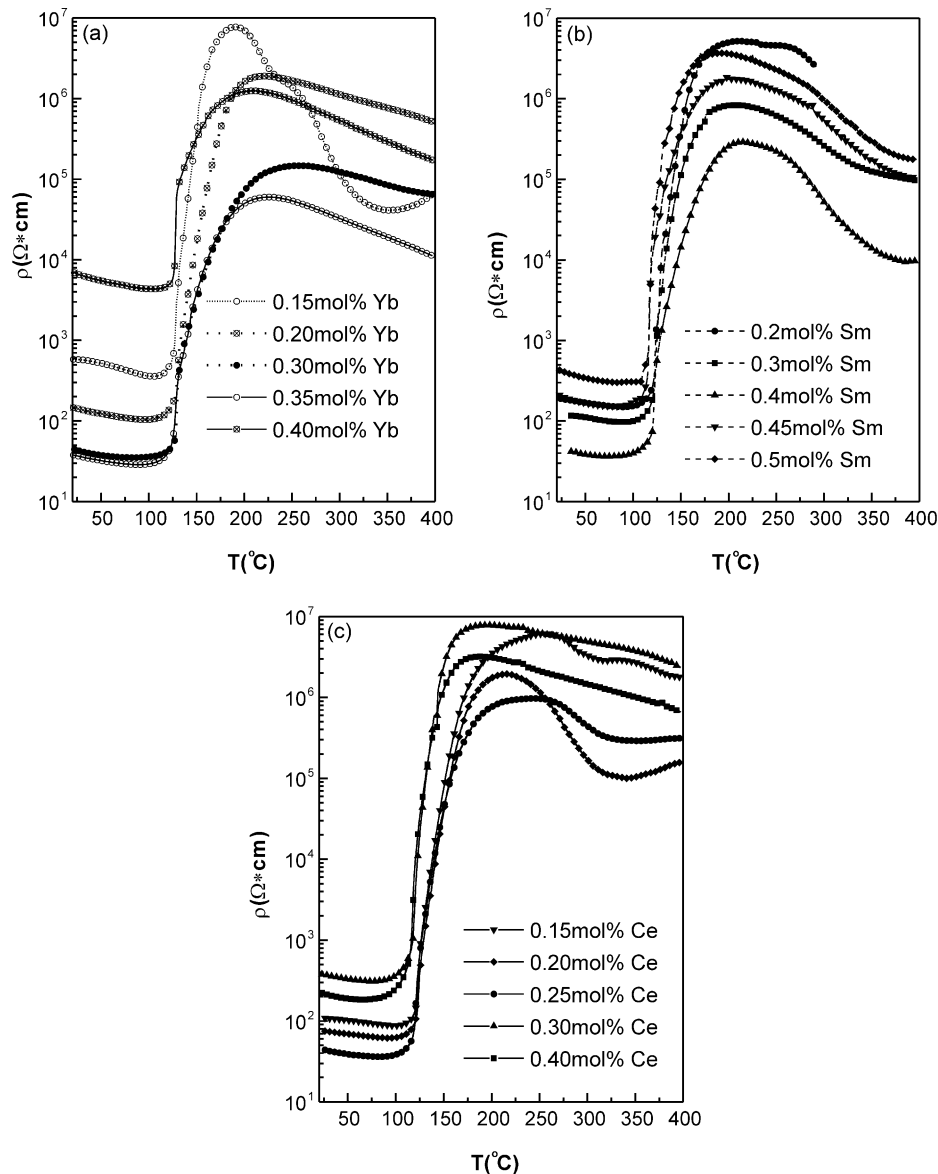 (a)
10^7
10^6
10^5
10^4
10^3
10^2
10^1
ρ(Ω*cm)
0.15mol% Yb
0.20mol% Yb
0.30mol% Yb
0.35mol% Yb
0.40mol% Yb
50 100 150 200 250 300 350 400
T(°C)
(b)
10^7
10^6
10^5
10^4
10^3
10^2
10^1
ρ(Ω*cm)
0.2mol% Sm
0.3mol% Sm
0.4mol% Sm
0.45mol% Sm
0.5mol% Sm
50 100 150 200 250 300 350 400
T(°C)
(c)
10^7
10^6
10^5
10^4
10^3
10^2
10^1
ρ(Ω*cm)
0.15mol% Ce
0.20mol% Ce
0.25mol% Ce
0.30mol% Ce
0.40mol% Ce
50 100 150 200 250 300 350 400
T(°C)